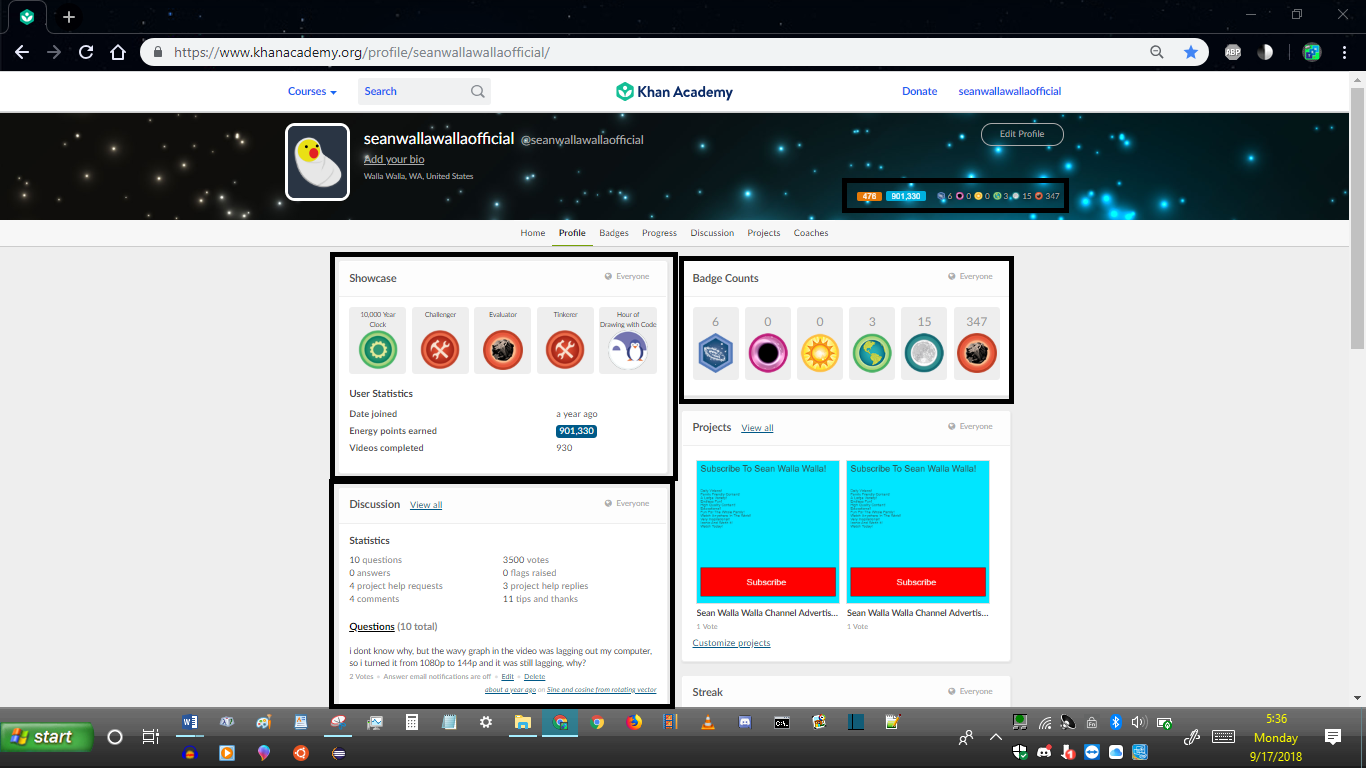 https://www.khanacademy.org/profile/seanwallawallaofficial/
ABP
Courses
Search
Khan Academy
Donate
seanwallawallaofficial
seanwallawallaofficial @seanwallawallaofficial
Add your bio
Walla Walla, WA, United States
Edit Profile
476 901,330 6 0 0 3 15 347
Home Profile Badges Progress Discussion Projects Coaches
Showcase Everyone
10,000 Year
Clock
Challenger
Evaluator
Tinkerer
Hour of
Drawing with Code
User Statistics
Date joined a year ago
Energy points earned 901,330
Videos completed 930
Badge Counts Everyone
6 0 0 3 15 347
Discussion View all Everyone
Statistics
10 questions 3500 votes
0 answers 0 flags raised
4 project help requests 3 project help replies
4 comments 11 tips and thanks
Questions (10 total)
i dont know why, but the wavy graph in the video was lagging out my computer,
so i turned it from 1080p to 144p and it was still lagging, why?
2 Votes • Answer email notifications are off • Edit • Delete
about a year ago on Sine and cosine from rotating vector
Projects View all Everyone
Subscribe To Sean Walla Walla!
Subscribe
Sean Walla Walla Channel Advertis...
1 Vote
Subscribe To Sean Walla Walla!
Subscribe
Sean Walla Walla Channel Advertis...
1 Vote
Customize projects
Streak Everyone
start
5:36
Monday
9/17/2018